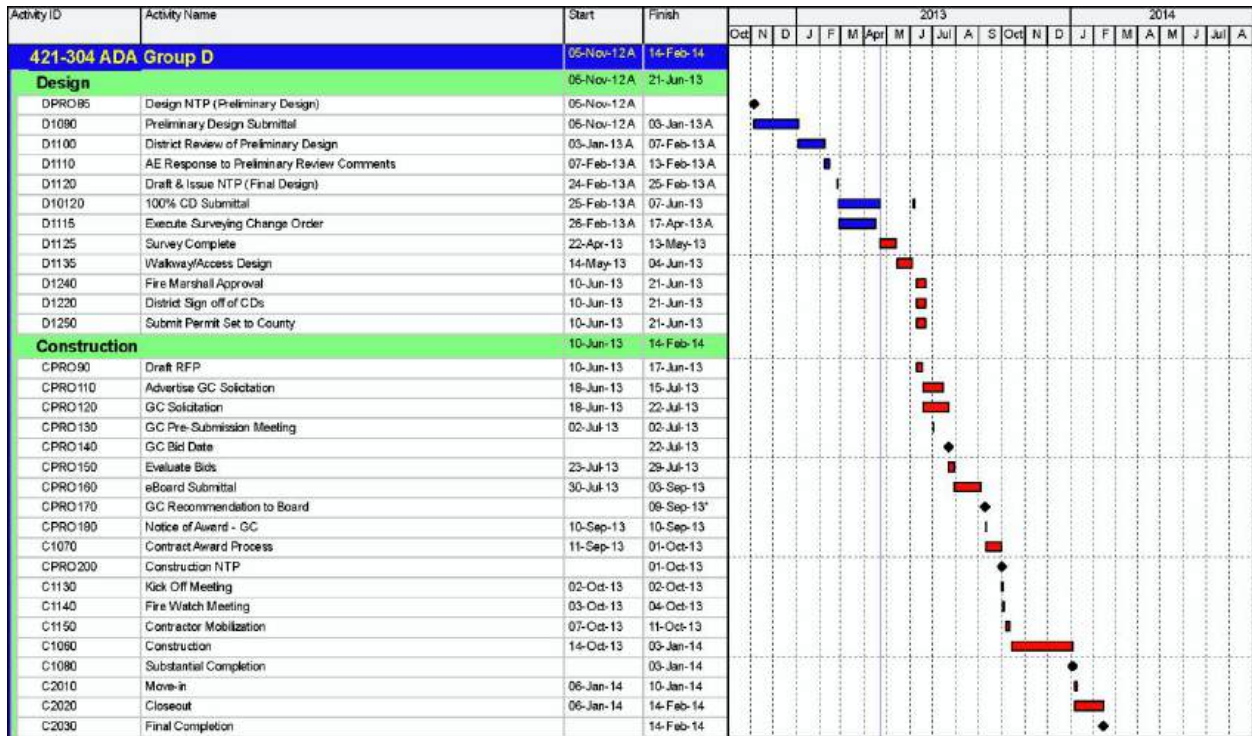 Activity ID Activity Name Start Finish 2013 2014
Oct N D J F M Apr M J Jul A S Oct N D J F M A M J Jul A
421-304 ADA Group D 05-Nov-12 A 14-Feb-14
Design 05-Nov-12 A 21-Jun-13
DPRO85 Design NTP (Preliminary Design) 05-Nov-12 A
D1090 Preliminary Design Submittal 05-Nov-12 A 03-Jan-13 A
D1100 District Review of Preliminary Design 03-Jan-13 A 07-Feb-13 A
D1110 AE Response to Preliminary Review Comments 07-Feb-13 A 13-Feb-13 A
D1120 Draft & Issue NTP (Final Design) 24-Feb-13 A 25-Feb-13 A
D10120 100% CD Submittal 25-Feb-13 A 07-Jun-13
D1115 Execute Surveying Change Order 26-Feb-13 A 17-Apr-13 A
D1125 Survey Complete 22-Apr-13 13-May-13
D1135 Walkway/Access Design 14-May-13 04-Jun-13
D1240 Fire Marshall Approval 10-Jun-13 21-Jun-13
D1220 District Sign off of CDs 10-Jun-13 21-Jun-13
D1250 Submit Permit Set to County 10-Jun-13 21-Jun-13
Construction 10-Jun-13 14-Feb-14
CPRO90 Draft RFP 10-Jun-13 17-Jun-13
CPRO110 Advertise GC Solicitation 18-Jun-13 15-Jul-13
CPRO120 GC Solicitation 18-Jun-13 22-Jul-13
CPRO130 GC Pre-Submission Meeting 02-Jul-13 02-Jul-13
CPRO140 GC Bid Date 22-Jul-13
CPRO150 Evaluate Bids 23-Jul-13 29-Jul-13
CPRO160 eBoard Submittal 30-Jul-13 03-Sep-13
CPRO170 GC Recommendation to Board 09-Sep-13*
CPRO190 Notice of Award - GC 10-Sep-13 10-Sep-13
C1070 Contract Award Process 11-Sep-13 01-Oct-13
CPRO200 Construction NTP 01-Oct-13
C1130 Kick Off Meeting 02-Oct-13 02-Oct-13
C1140 Fire Watch Meeting 03-Oct-13 04-Oct-13
C1150 Contractor Mobilization 07-Oct-13 11-Oct-13
C1060 Construction 14-Oct-13 03-Jan-14
C1080 Substantial Completion 03-Jan-14
C2010 Move-in 06-Jan-14 10-Jan-14
C2020 Closeout 06-Jan-14 14-Feb-14
C2030 Final Completion 14-Feb-14